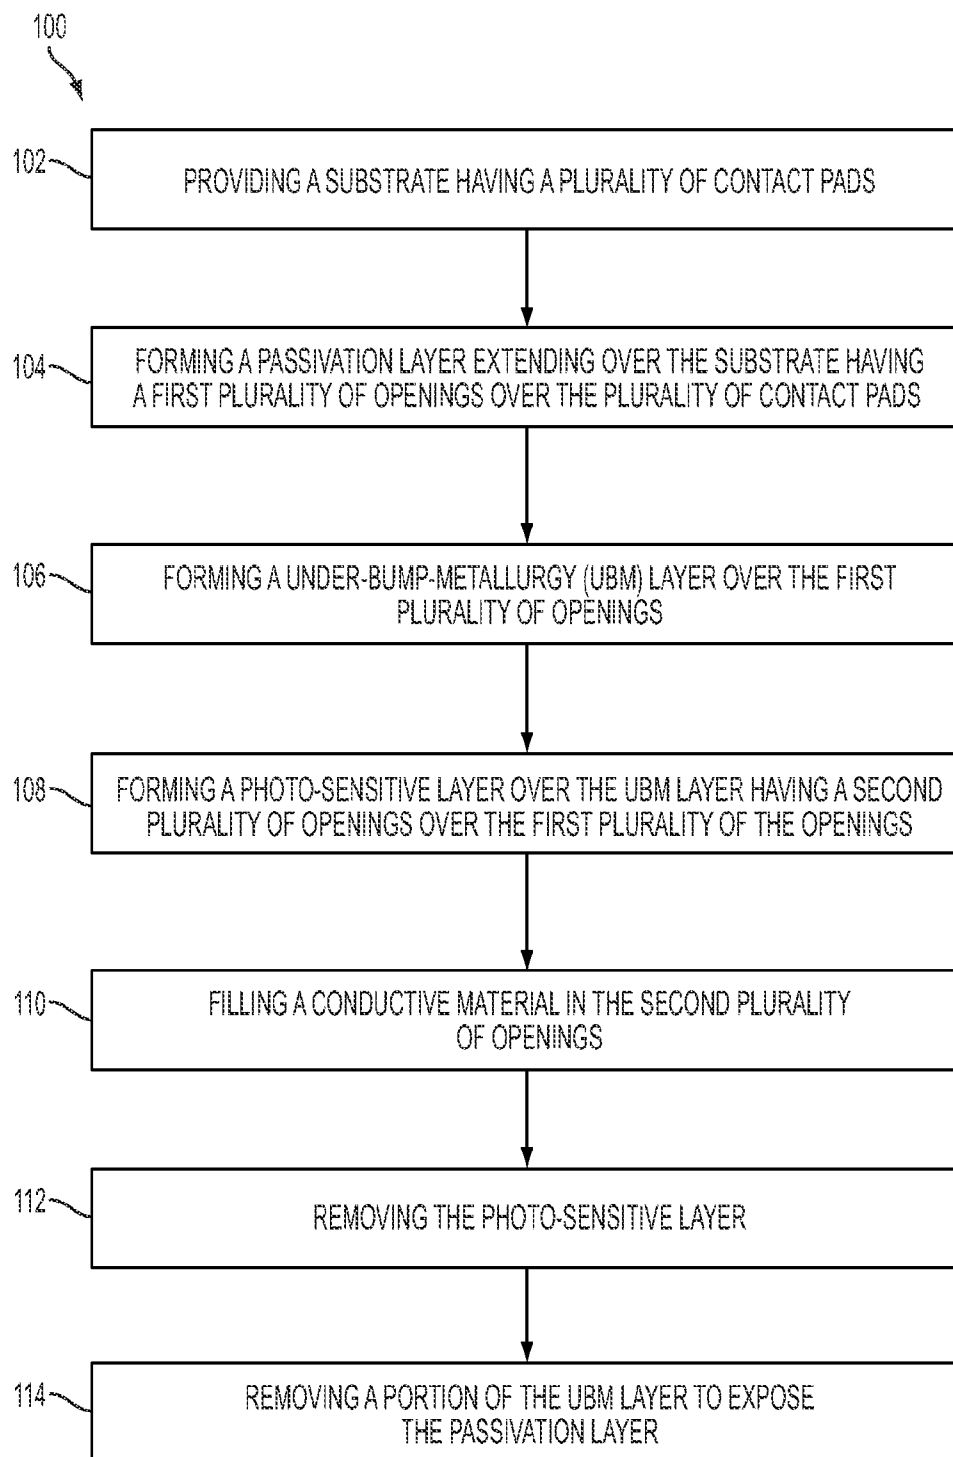 100
102
PROVIDING A SUBSTRATE HAVING A PLURALITY OF CONTACT PADS
104
FORMING A PASSIVATION LAYER EXTENDING OVER THE SUBSTRATE HAVING
A FIRST PLURALITY OF OPENINGS OVER THE PLURALITY OF CONTACT PADS
106
FORMING A UNDER-BUMP-METALLURGY (UBM) LAYER OVER THE FIRST
PLURALITY OF OPENINGS
108
FORMING A PHOTO-SENSITIVE LAYER OVER THE UBM LAYER HAVING A SECOND
PLURALITY OF OPENINGS OVER THE FIRST PLURALITY OF THE OPENINGS
110
FILLING A CONDUCTIVE MATERIAL IN THE SECOND PLURALITY
OF OPENINGS
112
REMOVING THE PHOTO-SENSITIVE LAYER
114
REMOVING A PORTION OF THE UBM LAYER TO EXPOSE
THE PASSIVATION LAYER